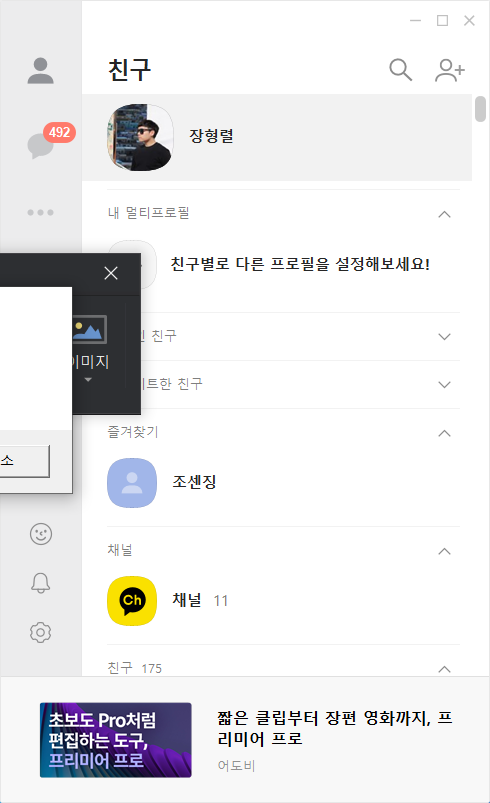 친구
492
장형렬
내 멀티프로필
친구별로 다른 프로필을 설정해보세요!
친구
이미지
트한 친구
소
즐겨찾기
조센징
채널
Ch
채널 11
친구 175
초보도 Pro처럼
편집하는 도구,
프리미어 프로
짧은 클립부터 장편 영화까지, 프
리미어 프로
어도비